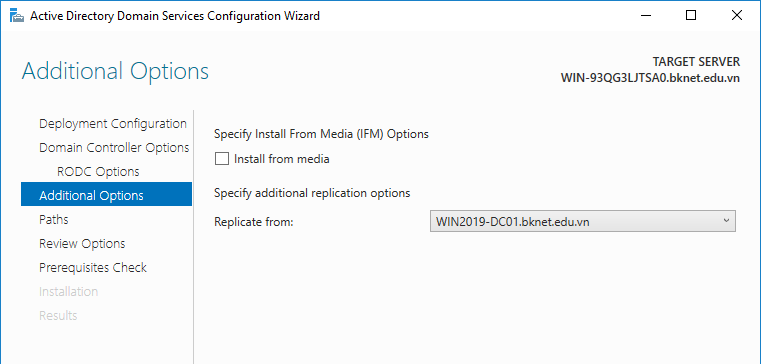 Active Directory Domain Services Configuration Wizard
Additional Options
TARGET SERVER
WIN-93QG3LJTSA0.bknet.edu.vn
Deployment Configuration
Domain Controller Options
RODC Options
Additional Options
Paths
Review Options
Prerequisites Check
Installation
Results
Specify Install From Media (IFM) Options
Install from media
Specify additional replication options
Replicate from:
WIN2019-DC01.bknet.edu.vn